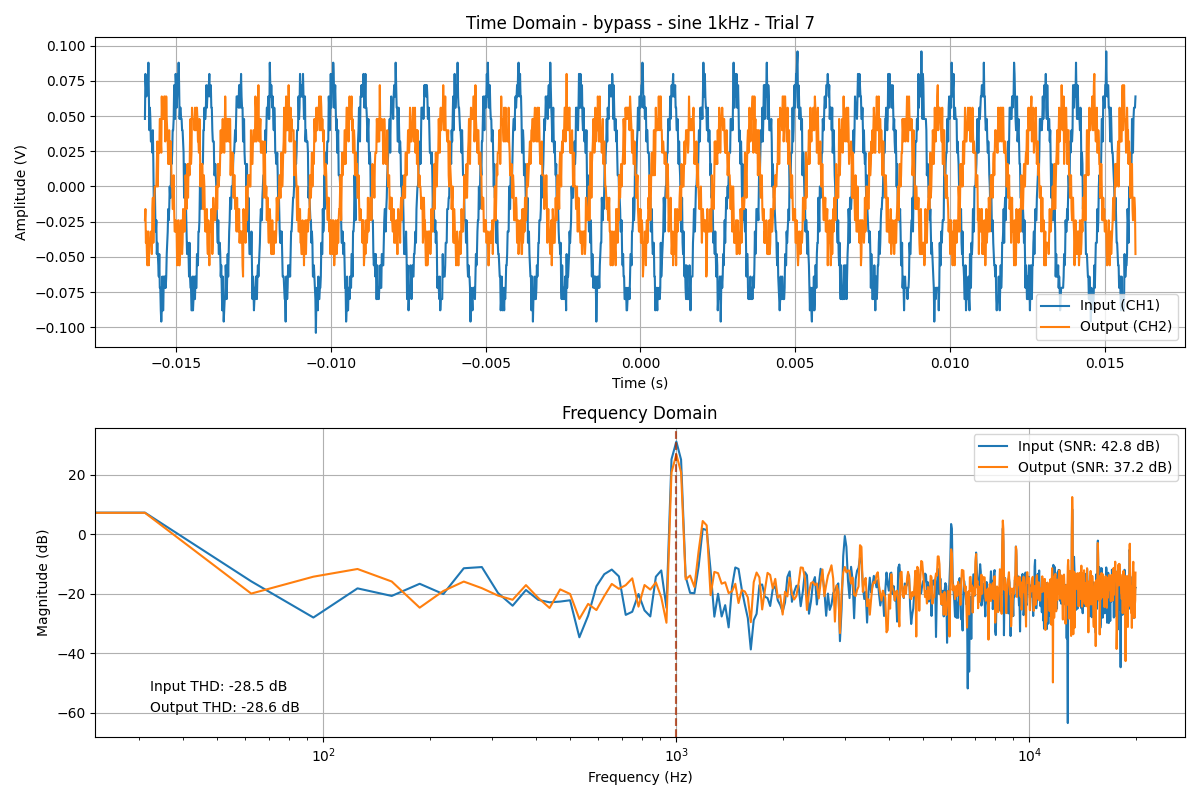 Time Domain - bypass - sine 1kHz - Trial 7
0.100
0.075
0.050
0.025
0.000
−0.025
−0.050
−0.075
−0.100
Amplitude (V)
Input (CH1)
Output (CH2)
−0.015 −0.010 −0.005 0.000 0.005 0.010 0.015
Time (s)
Frequency Domain
20
0
−20
−40
−60
Magnitude (dB)
Input (SNR: 42.8 dB)
Output (SNR: 37.2 dB)
Input THD: -28.5 dB
Output THD: -28.6 dB
10² 10³ 10⁴
Frequency (Hz)